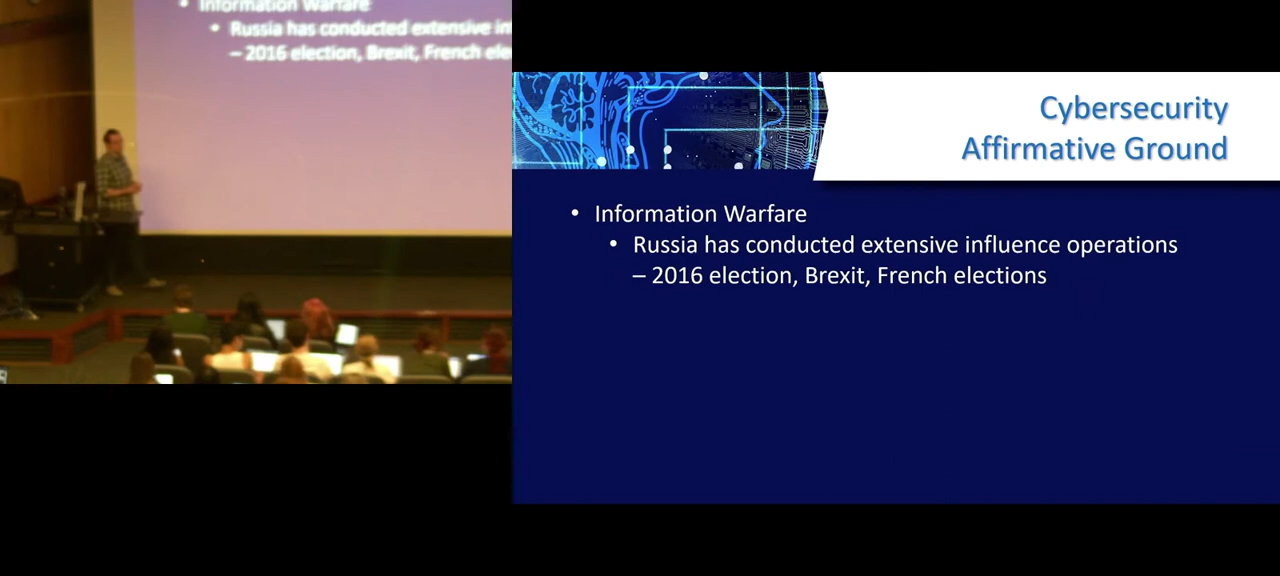 Information Warfare
• Russia has conducted extensive in
– 2016 election, Brexit, French ele
Cybersecurity
Affirmative Ground
• Information Warfare
• Russia has conducted extensive influence operations
– 2016 election, Brexit, French elections